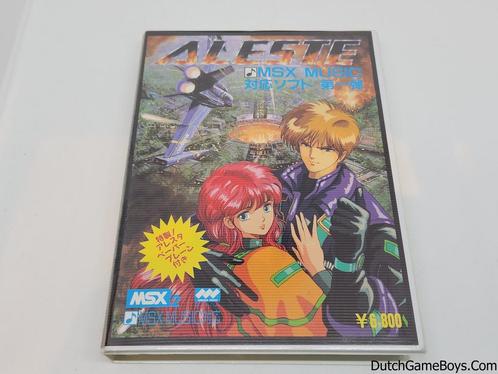 ALESTE
MSX MUSIC
対応ソフト 第一弾
特報!
アレスタ
ペーパー
プレーン
付き
MSX2
MSX-MUSIC
¥6,800
DutchGameBoys.Com